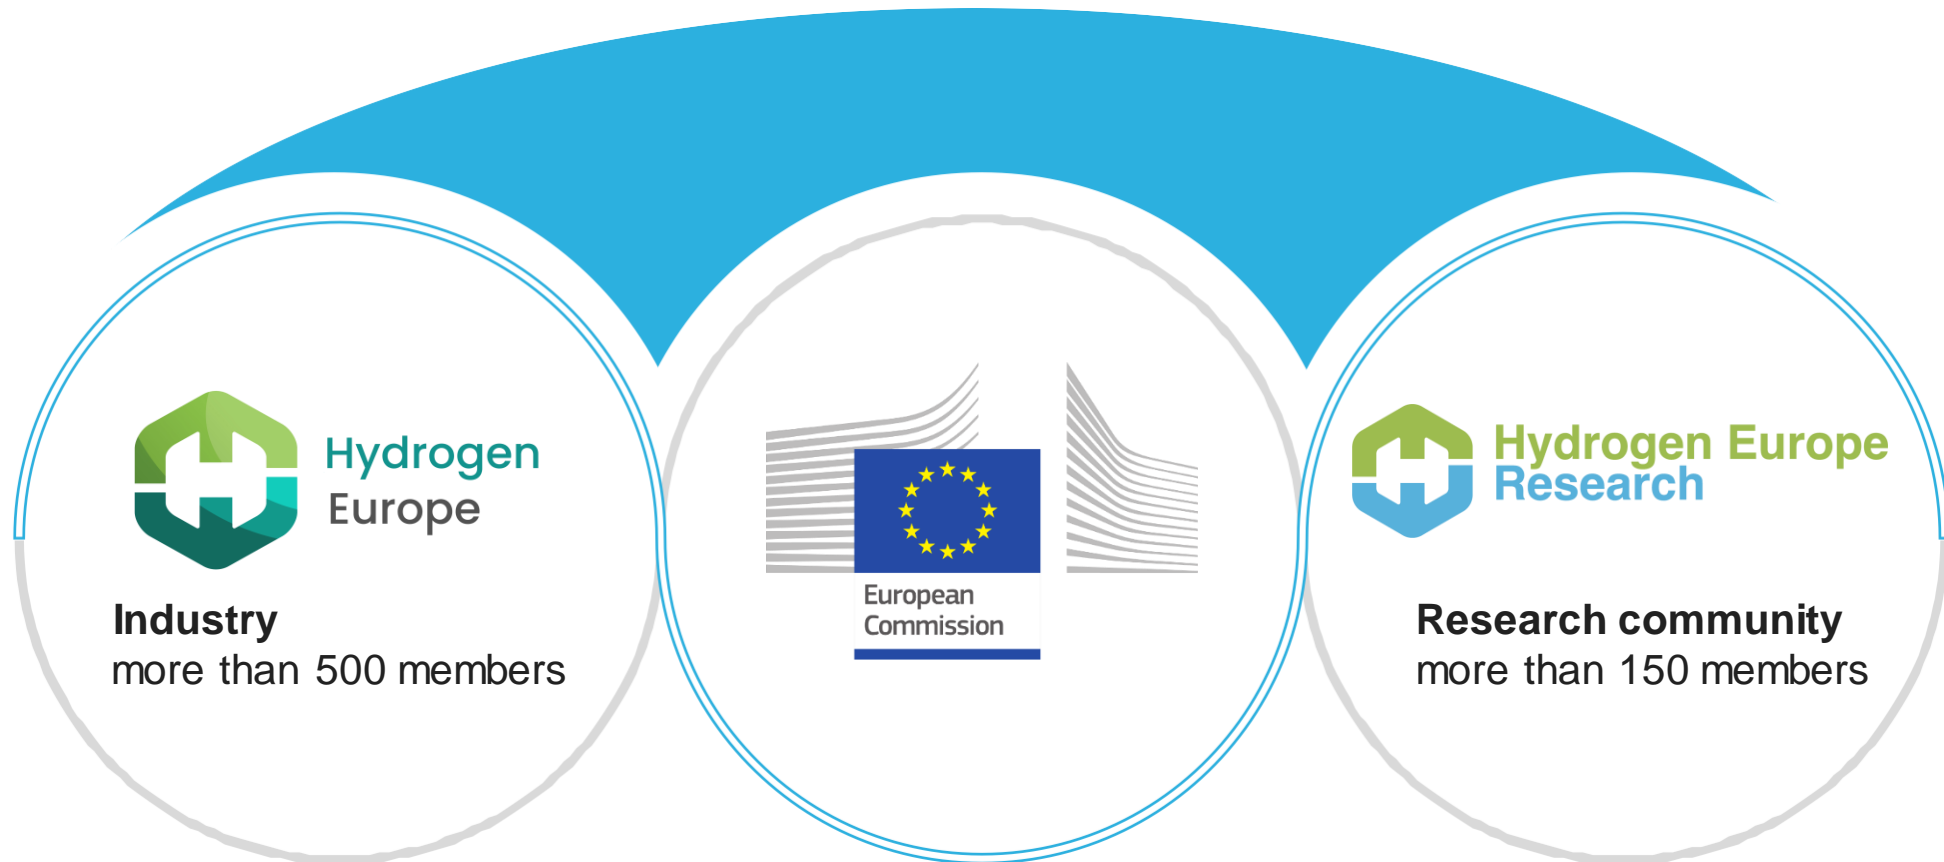 Hydrogen
Europe
Industry
more than 500 members
European
Commission
Hydrogen Europe
Research
Research community
more than 150 members